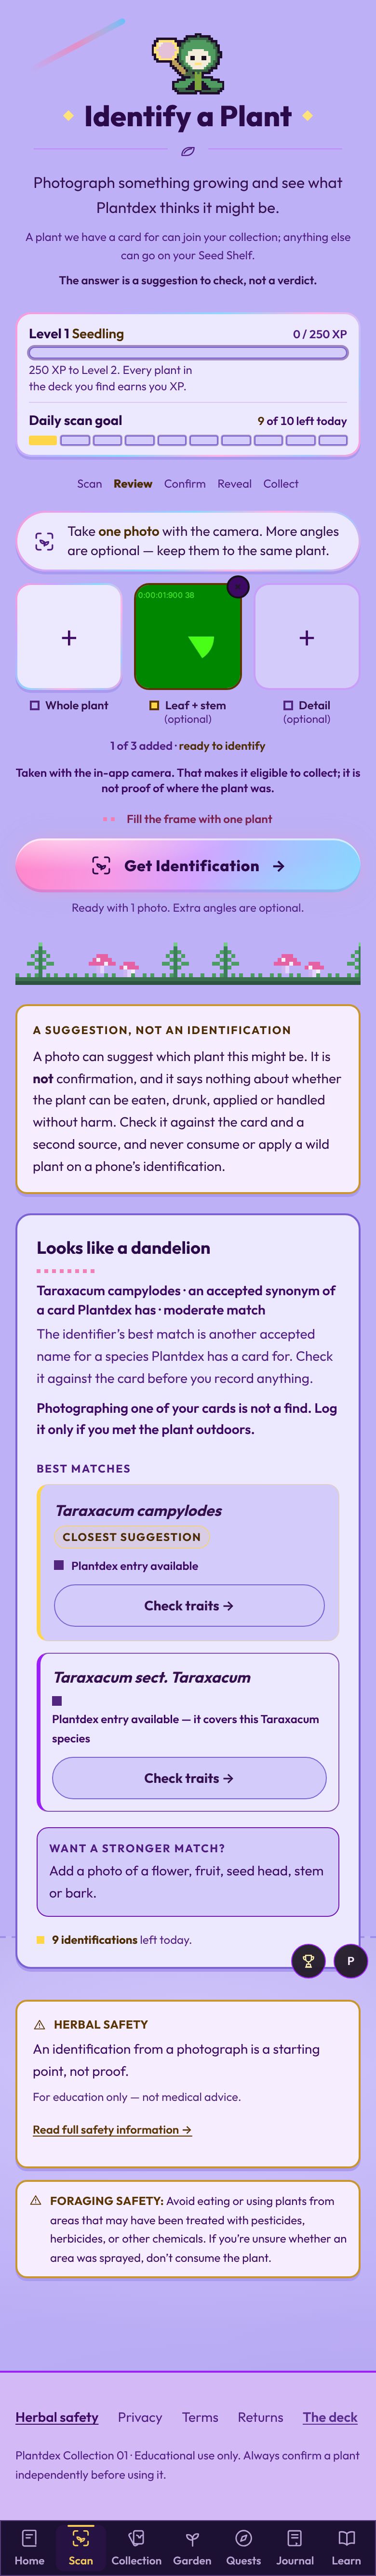 Identify a Plant
Photograph something growing and see what
Plantdex thinks it might be.
A plant we have a card for can join your collection; anything else
can go on your Seed Shelf.
The answer is a suggestion to check, not a verdict.
Level 1 Seedling
0 / 250 XP
250 XP to Level 2. Every plant in
the deck you find earns you XP.
Daily scan goal
9 of 10 left today
Scan Review Confirm Reveal Collect
Take one photo with the camera. More angles
are optional — keep them to the same plant.
+
0:00:01:900 38
+
Whole plant
Leaf + stem
(optional)
Detail
(optional)
1 of 3 added · ready to identify
Taken with the in-app camera. That makes it eligible to collect; it is
not proof of where the plant was.
Fill the frame with one plant
Get Identification →
Ready with 1 photo. Extra angles are optional.
A SUGGESTION, NOT AN IDENTIFICATION
A photo can suggest which plant this might be. It is
not confirmation, and it says nothing about whether
the plant can be eaten, drunk, applied or handled
without harm. Check it against the card and a
second source, and never consume or apply a wild
plant on a phone's identification.
Looks like a dandelion
Taraxacum campylodes · an accepted synonym of
a card Plantdex has · moderate match
The identifier's best match is another accepted
name for a species Plantdex has a card for. Check
it against the card before you record anything.
Photographing one of your cards is not a find. Log
it only if you met the plant outdoors.
BEST MATCHES
Taraxacum campylodes
CLOSEST SUGGESTION
Plantdex entry available
Check traits →
Taraxacum sect. Taraxacum
Plantdex entry available — it covers this Taraxacum
species
Check traits →
WANT A STRONGER MATCH?
Add a photo of a flower, fruit, seed head, stem
or bark.
9 identifications left today.
P
HERBAL SAFETY
An identification from a photograph is a starting
point, not proof.
For education only — not medical advice.
Read full safety information →
FORAGING SAFETY: Avoid eating or using plants from
areas that may have been treated with pesticides,
herbicides, or other chemicals. If you're unsure whether an
area was sprayed, don't consume the plant.
Herbal safety Privacy Terms Returns The deck
Plantdex Collection 01 · Educational use only. Always confirm a plant
independently before using it.
Home Scan Collection Garden Quests Journal Learn